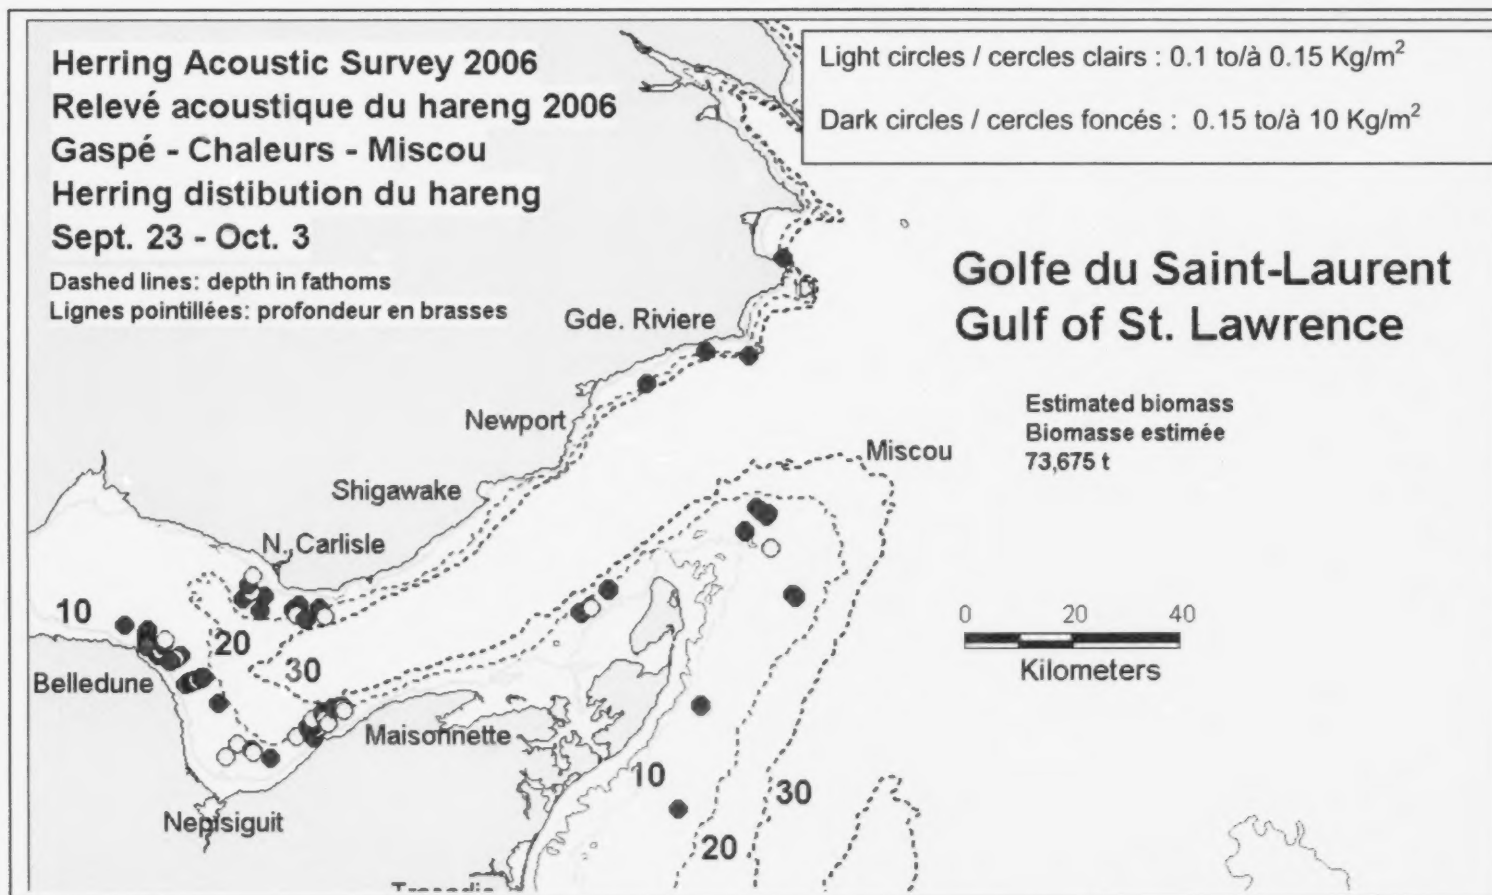 Herring Acoustic Survey 2006
Relevé acoustique du hareng 2006
Gaspé - Chaleurs - Miscou
Herring distibution du hareng
Sept. 23 - Oct. 3
Dashed lines: depth in fathoms
Lignes pointillées: profondeur en brasses
Light circles / cercles clairs : 0.1 to/à 0.15 Kg/m²
Dark circles / cercles foncés : 0.15 to/à 10 Kg/m²
Golfe du Saint-Laurent
Gulf of St. Lawrence
Gde. Riviere
Estimated biomass
Biomasse estimée
73,675 t
Newport
Miscou
Shigawake
N. Carlisle
10
20
30
0 20 40
Kilometers
Belledune
Maisonnette
10
30
20
Nepisiguit